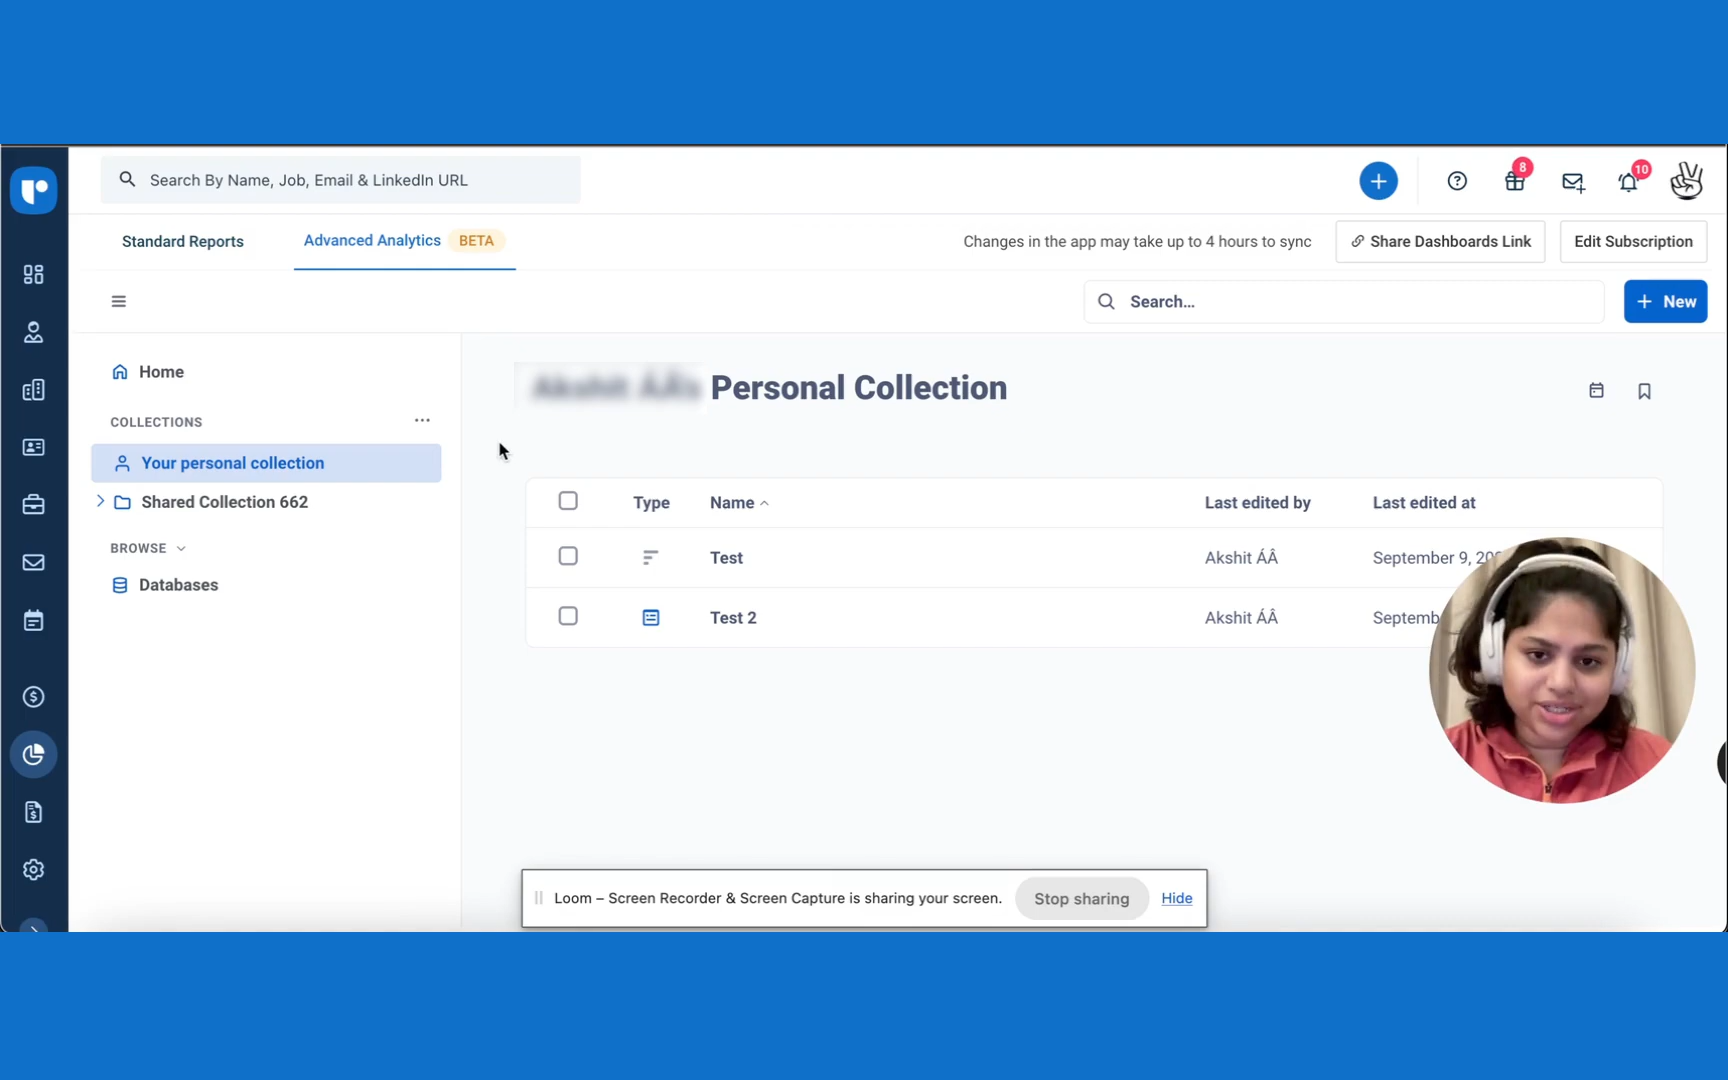 Search By Name, Job, Email & LinkedIn URL
8
10
Standard Reports
Advanced Analytics BETA
Changes in the app may take up to 4 hours to sync
Share Dashboards Link
Edit Subscription
Search...
+ New
Home
Personal Collection
COLLECTIONS
Your personal collection
Shared Collection 662
BROWSE
Databases
Type Name Last edited by Last edited at
Test Akshit ÁÂ September 9,
Test 2 Akshit ÁÂ
Loom – Screen Recorder & Screen Capture is sharing your screen. Stop sharing Hide